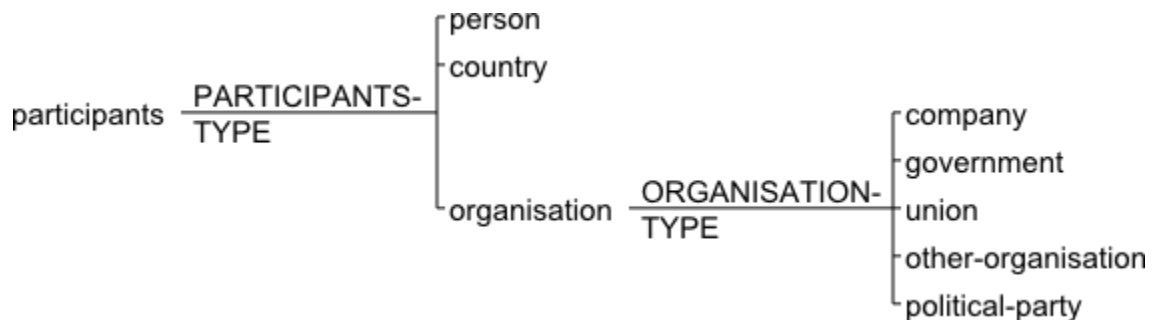 person
country
participants
PARTICIPANTS-
TYPE
organisation
ORGANISATION-
TYPE
company
government
union
other-organisation
political-party